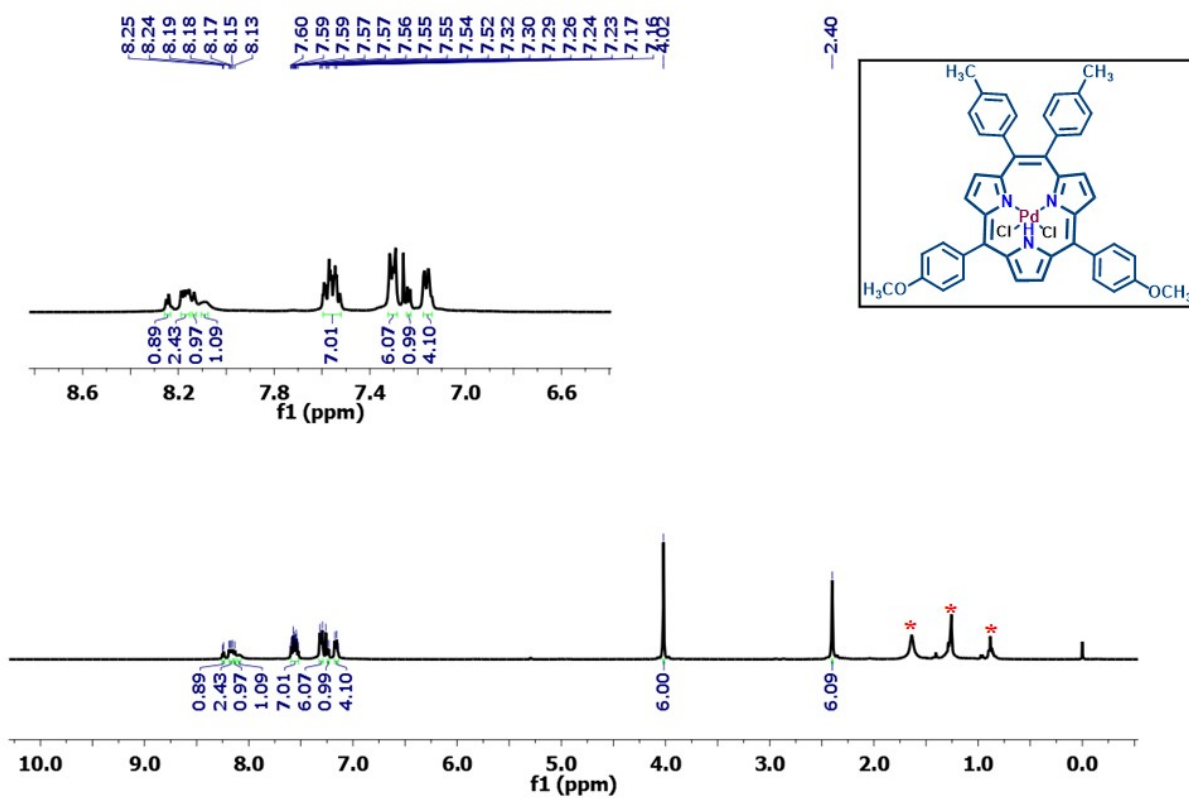 8.25 8.24 8.19 8.18 8.17 8.15 8.13 7.60 7.59 7.59 7.57 7.57 7.56 7.55 7.55 7.54 7.52 7.32 7.30 7.29 7.26 7.24 7.23 7.17 7.16 4.02 2.40
H₃C CH₃
N N
Pd
Cl H Cl
N
H₃CO OCH₃
0.89 2.43 0.97 1.09 7.01 6.07 0.99 4.10
8.6 8.2 7.8 7.4 7.0 6.6
f1 (ppm)
* * *
0.89 2.43 0.97 1.09 7.01 6.07 0.99 4.10 6.00 6.09
10.0 9.0 8.0 7.0 6.0 5.0 4.0 3.0 2.0 1.0 0.0
f1 (ppm)